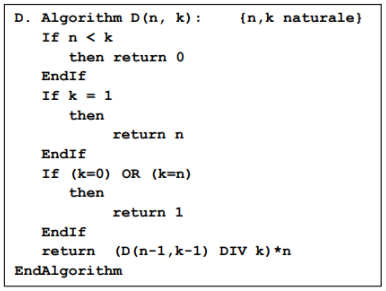 D. Algorithm D(n, k): {n,k naturale}
If n < k
then return 0
EndIf
If k = 1
then
return n
EndIf
If (k=0) OR (k=n)
then
return 1
EndIf
return (D(n-1,k-1) DIV k)*n
EndAlgorithm